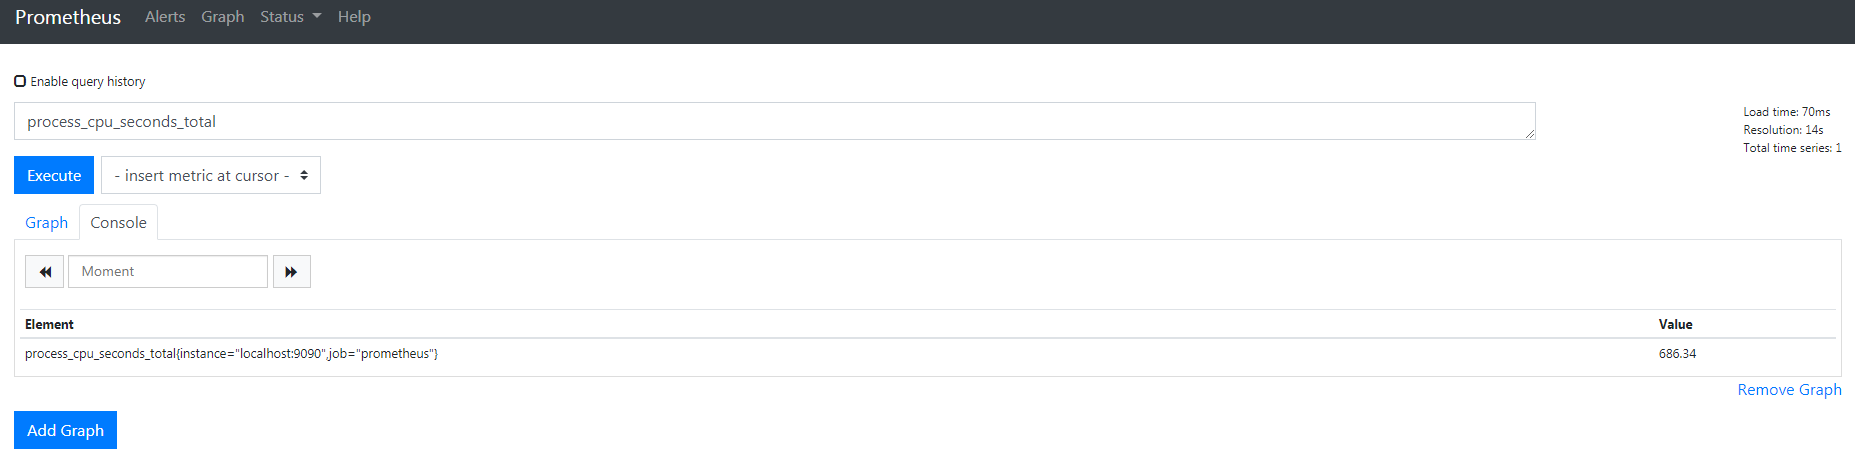 Prometheus Alerts Graph Status Help
Enable query history
process_cpu_seconds_total
Load time: 70ms
Resolution: 14s
Total time series: 1
Execute - insert metric at cursor -
Graph Console
Moment
Element Value
process_cpu_seconds_total{instance="localhost:9090",job="prometheus"} 686.34
Remove Graph
Add Graph